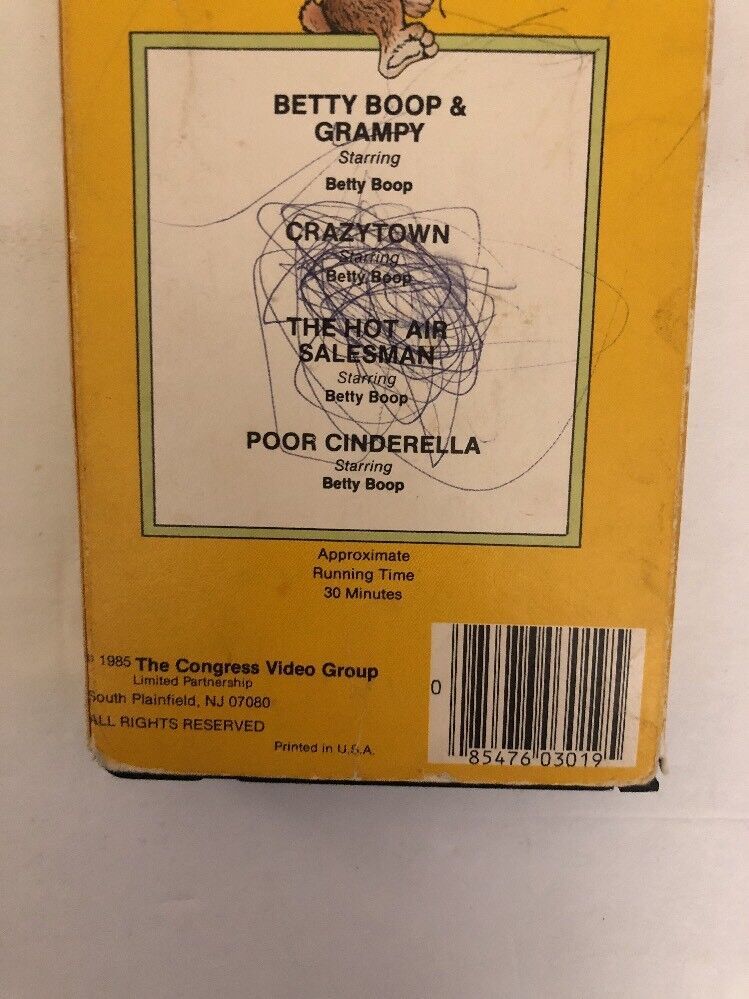 BETTY BOOP &
GRAMPY
Starring
Betty Boop
CRAZYTOWN
Starring
Betty Boop
THE HOT AIR
SALESMAN
Starring
Betty Boop
POOR CINDERELLA
Starring
Betty Boop
Approximate
Running Time
30 Minutes
© 1985 The Congress Video Group
Limited Partnership
South Plainfield, NJ 07080
ALL RIGHTS RESERVED
Printed in U.S.A.
0 85476 03019